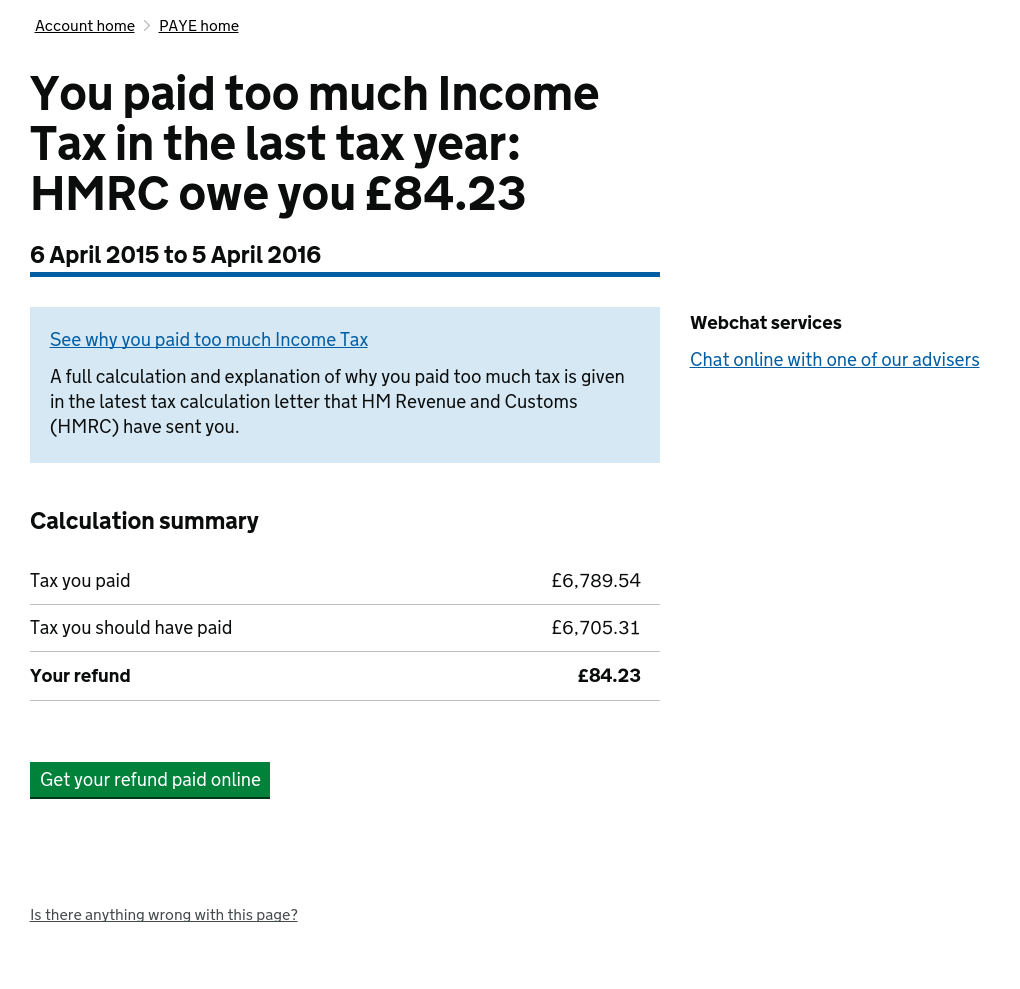 Account home > PAYE home
You paid too much Income
Tax in the last tax year:
HMRC owe you £84.23
6 April 2015 to 5 April 2016
See why you paid too much Income Tax
A full calculation and explanation of why you paid too much tax is given
in the latest tax calculation letter that HM Revenue and Customs
(HMRC) have sent you.
Webchat services
Chat online with one of our advisers
Calculation summary
Tax you paid £6,789.54
Tax you should have paid £6,705.31
Your refund £84.23
Get your refund paid online
Is there anything wrong with this page?